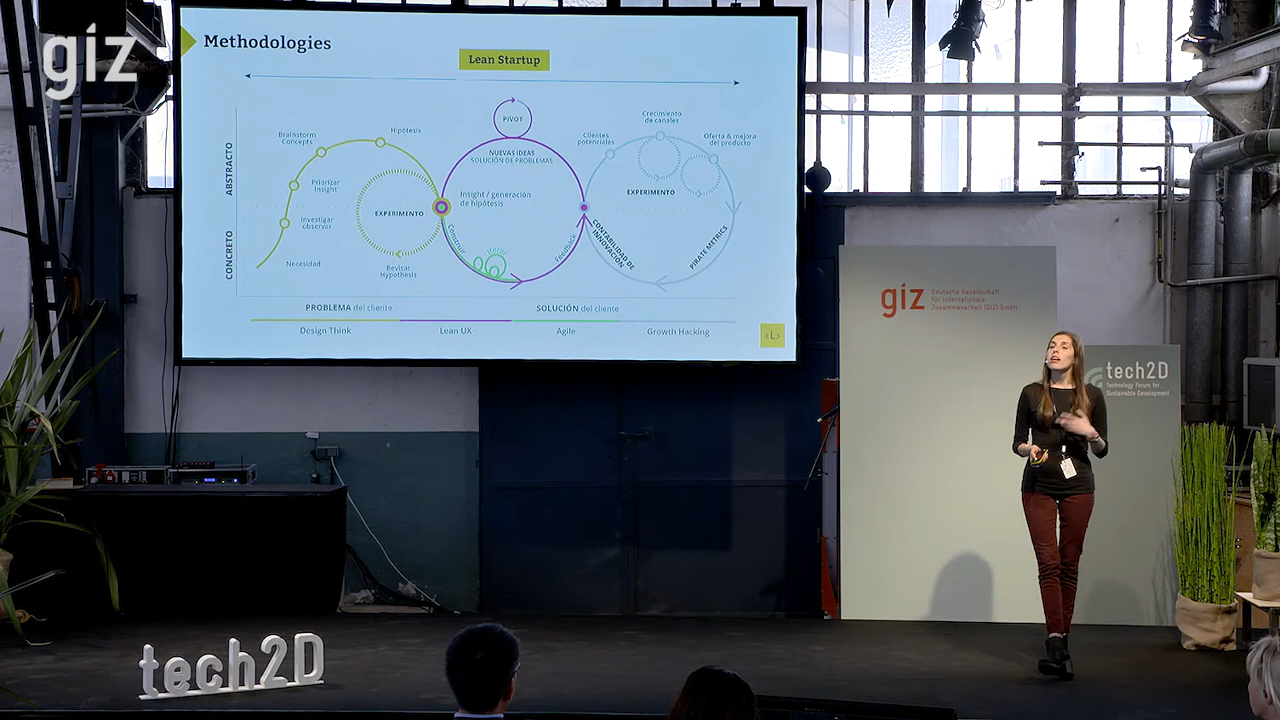 giz
Methodologies
Lean Startup
ABSTRACTO
CONCRETO
Brainstorm
Concepts
Hipótesis
Priorizar
Insight
Investigar
observar
Necesidad
EXPERIMENTO
Revisar
Hypothesis
PIVOT
NUEVAS IDEAS
SOLUCIÓN DE PROBLEMAS
Insight / generación
de hipótesis
Construir
Iterar
Feedback
Clientes
potenciales
Crecimiento
de canales
Oferta & mejora
del producto
EXPERIMENTO
CONTABILIDAD DE
INNOVACIÓN
PIRATE METRICS
PROBLEMA del cliente
SOLUCIÓN del cliente
Design Think
Lean UX
Agile
Growth Hacking
<L>
giz
Deutsche Gesellschaft
für Internationale
Zusammenarbeit (GIZ) GmbH
tech2D
Technology Forum for
Sustainable Development
tech2D